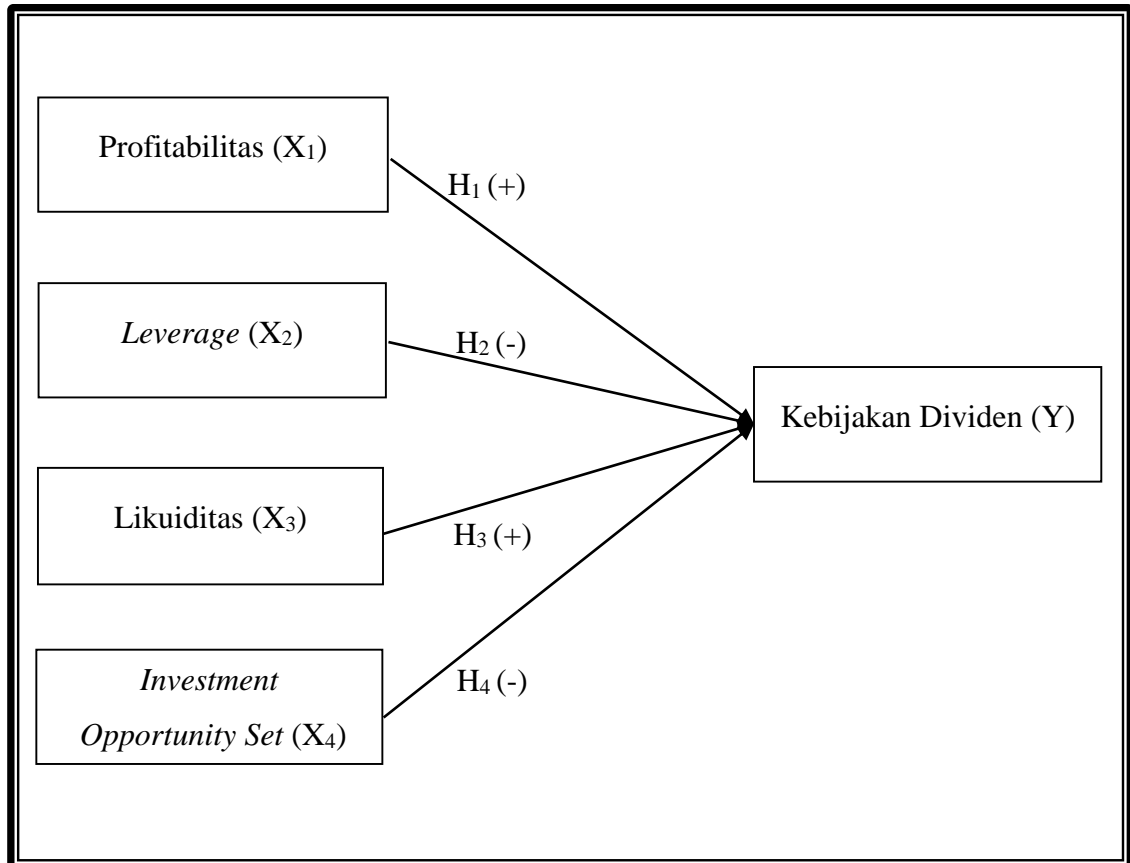 Profitabilitas (X₁)
H₁ (+)
Leverage (X₂)
H₂ (-)
Kebijakan Dividen (Y)
Likuiditas (X₃)
H₃ (+)
Investment
Opportunity Set (X₄)
H₄ (-)